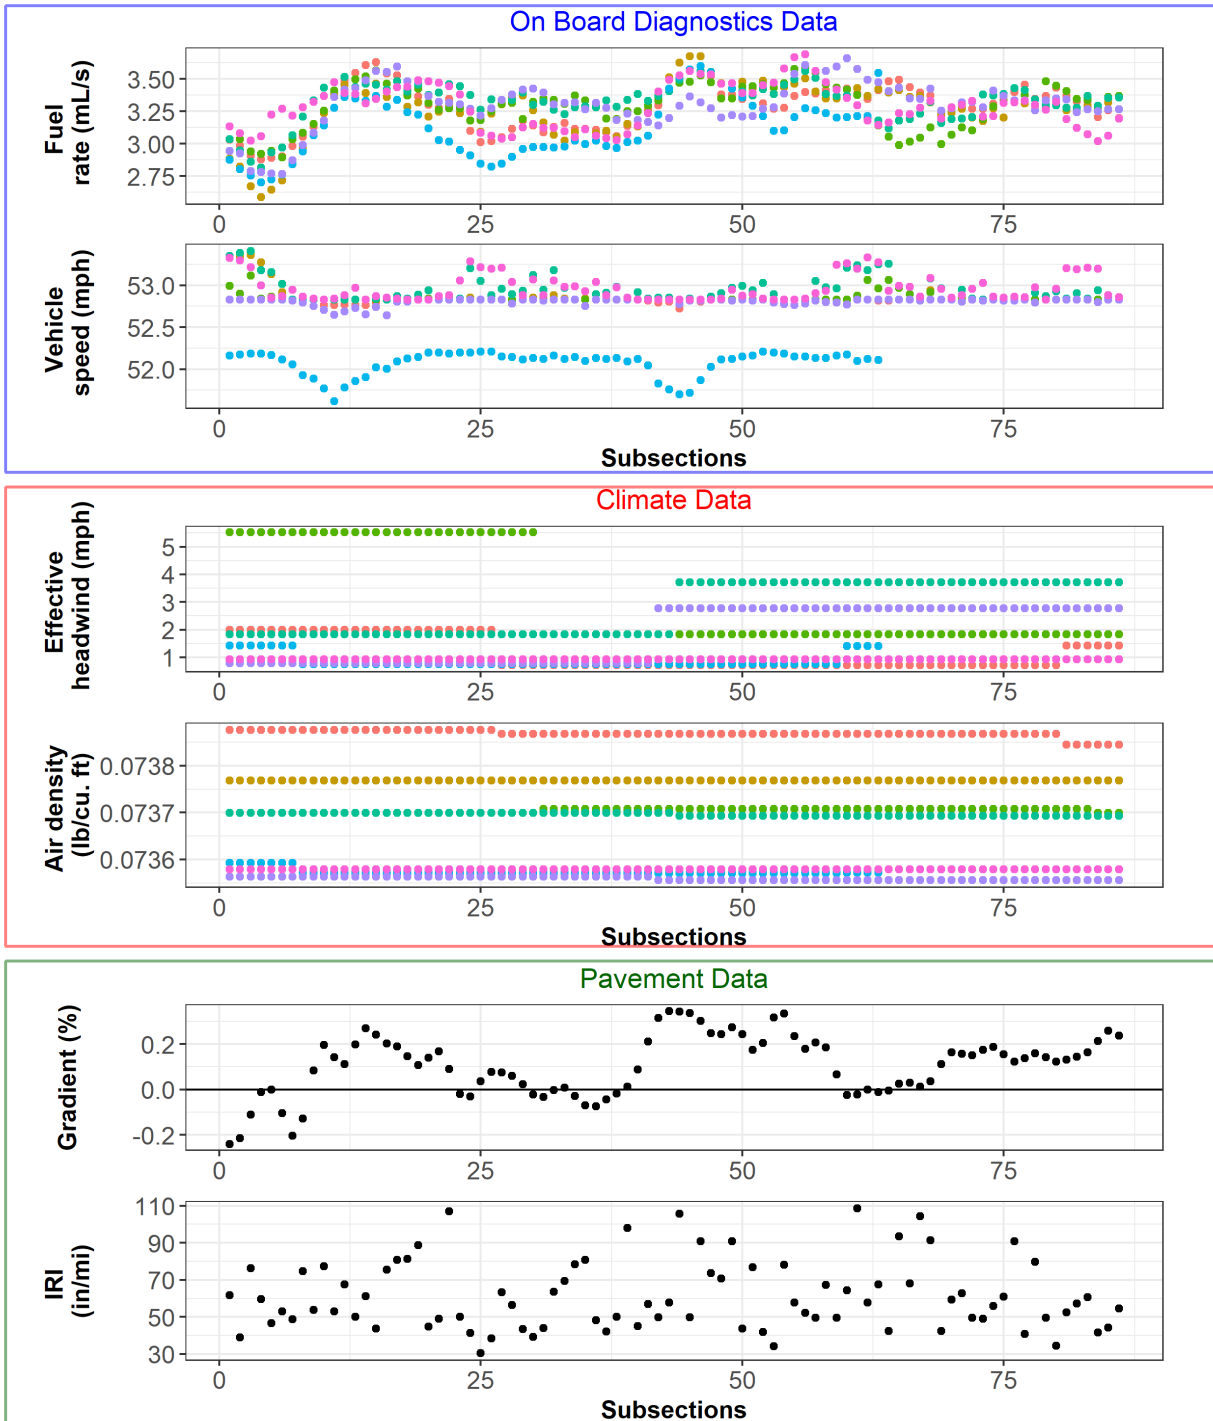 On Board Diagnostics Data
Fuel
rate (mL/s)
3.50
3.25
3.00
2.75
0 25 50 75
Vehicle
speed (mph)
53.0
52.5
52.0
0 25 50 75
Subsections
Climate Data
Effective
headwind (mph)
5
4
3
2
1
0 25 50 75
Air density
(lb/cu. ft)
0.0738
0.0737
0.0736
0 25 50 75
Subsections
Pavement Data
Gradient (%)
0.2
0.0
-0.2
0 25 50 75
IRI
(in/mi)
110
90
70
50
30
0 25 50 75
Subsections